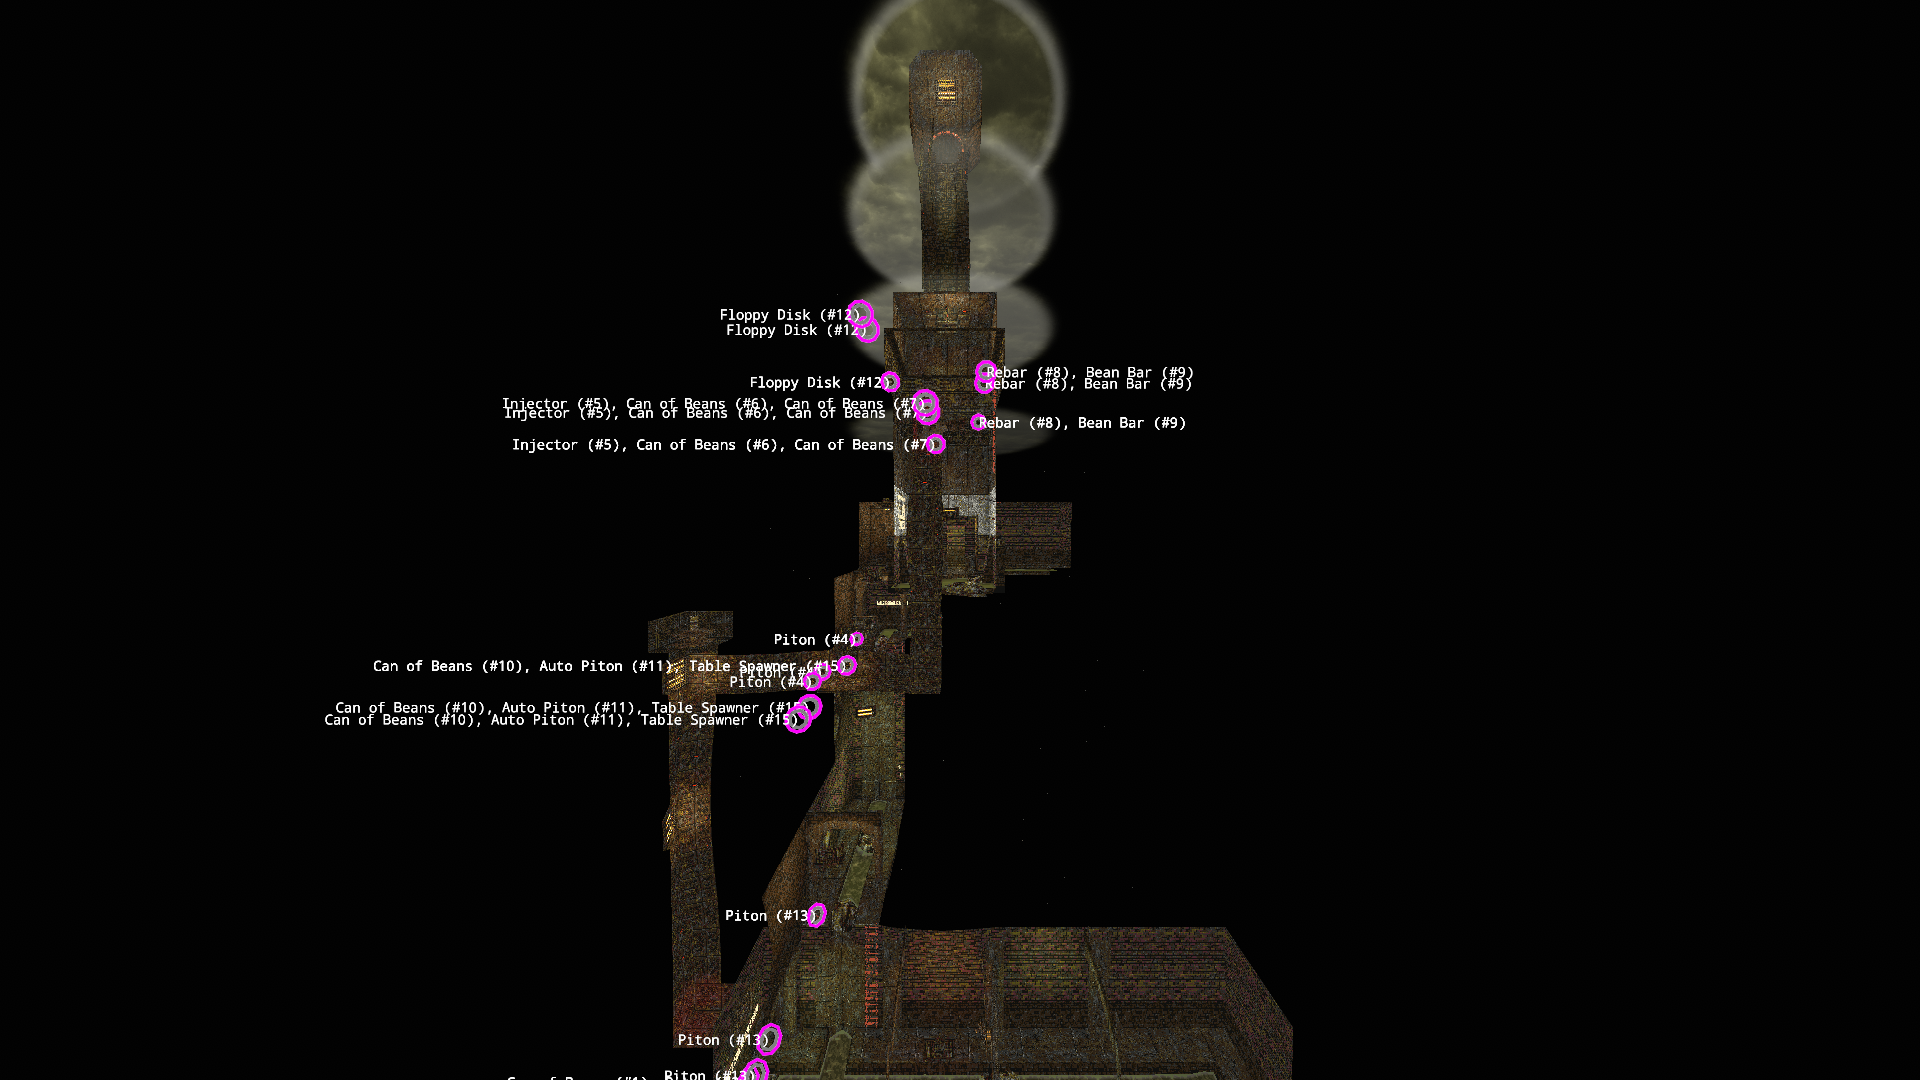 Floppy Disk (#12)
Floppy Disk (#12)
Rebar (#8), Bean Bar (#9)
Floppy Disk (#12)
Rebar (#8), Bean Bar (#9)
Injector (#5), Can of Beans (#6), Can of Beans (#7)
Injector (#5), Can of Beans (#6), Can of Beans (#7)
Rebar (#8), Bean Bar (#9)
Injector (#5), Can of Beans (#6), Can of Beans (#7)
Piton (#4)
Can of Beans (#10), Auto Piton (#11), Table Spawner (#15)
Piton
Piton (#4)
Can of Beans (#10), Auto Piton (#11), Table Spawner (#15)
Can of Beans (#10), Auto Piton (#11), Table Spawner (#15)
Piton (#13)
Piton (#13)
Piton (#13)